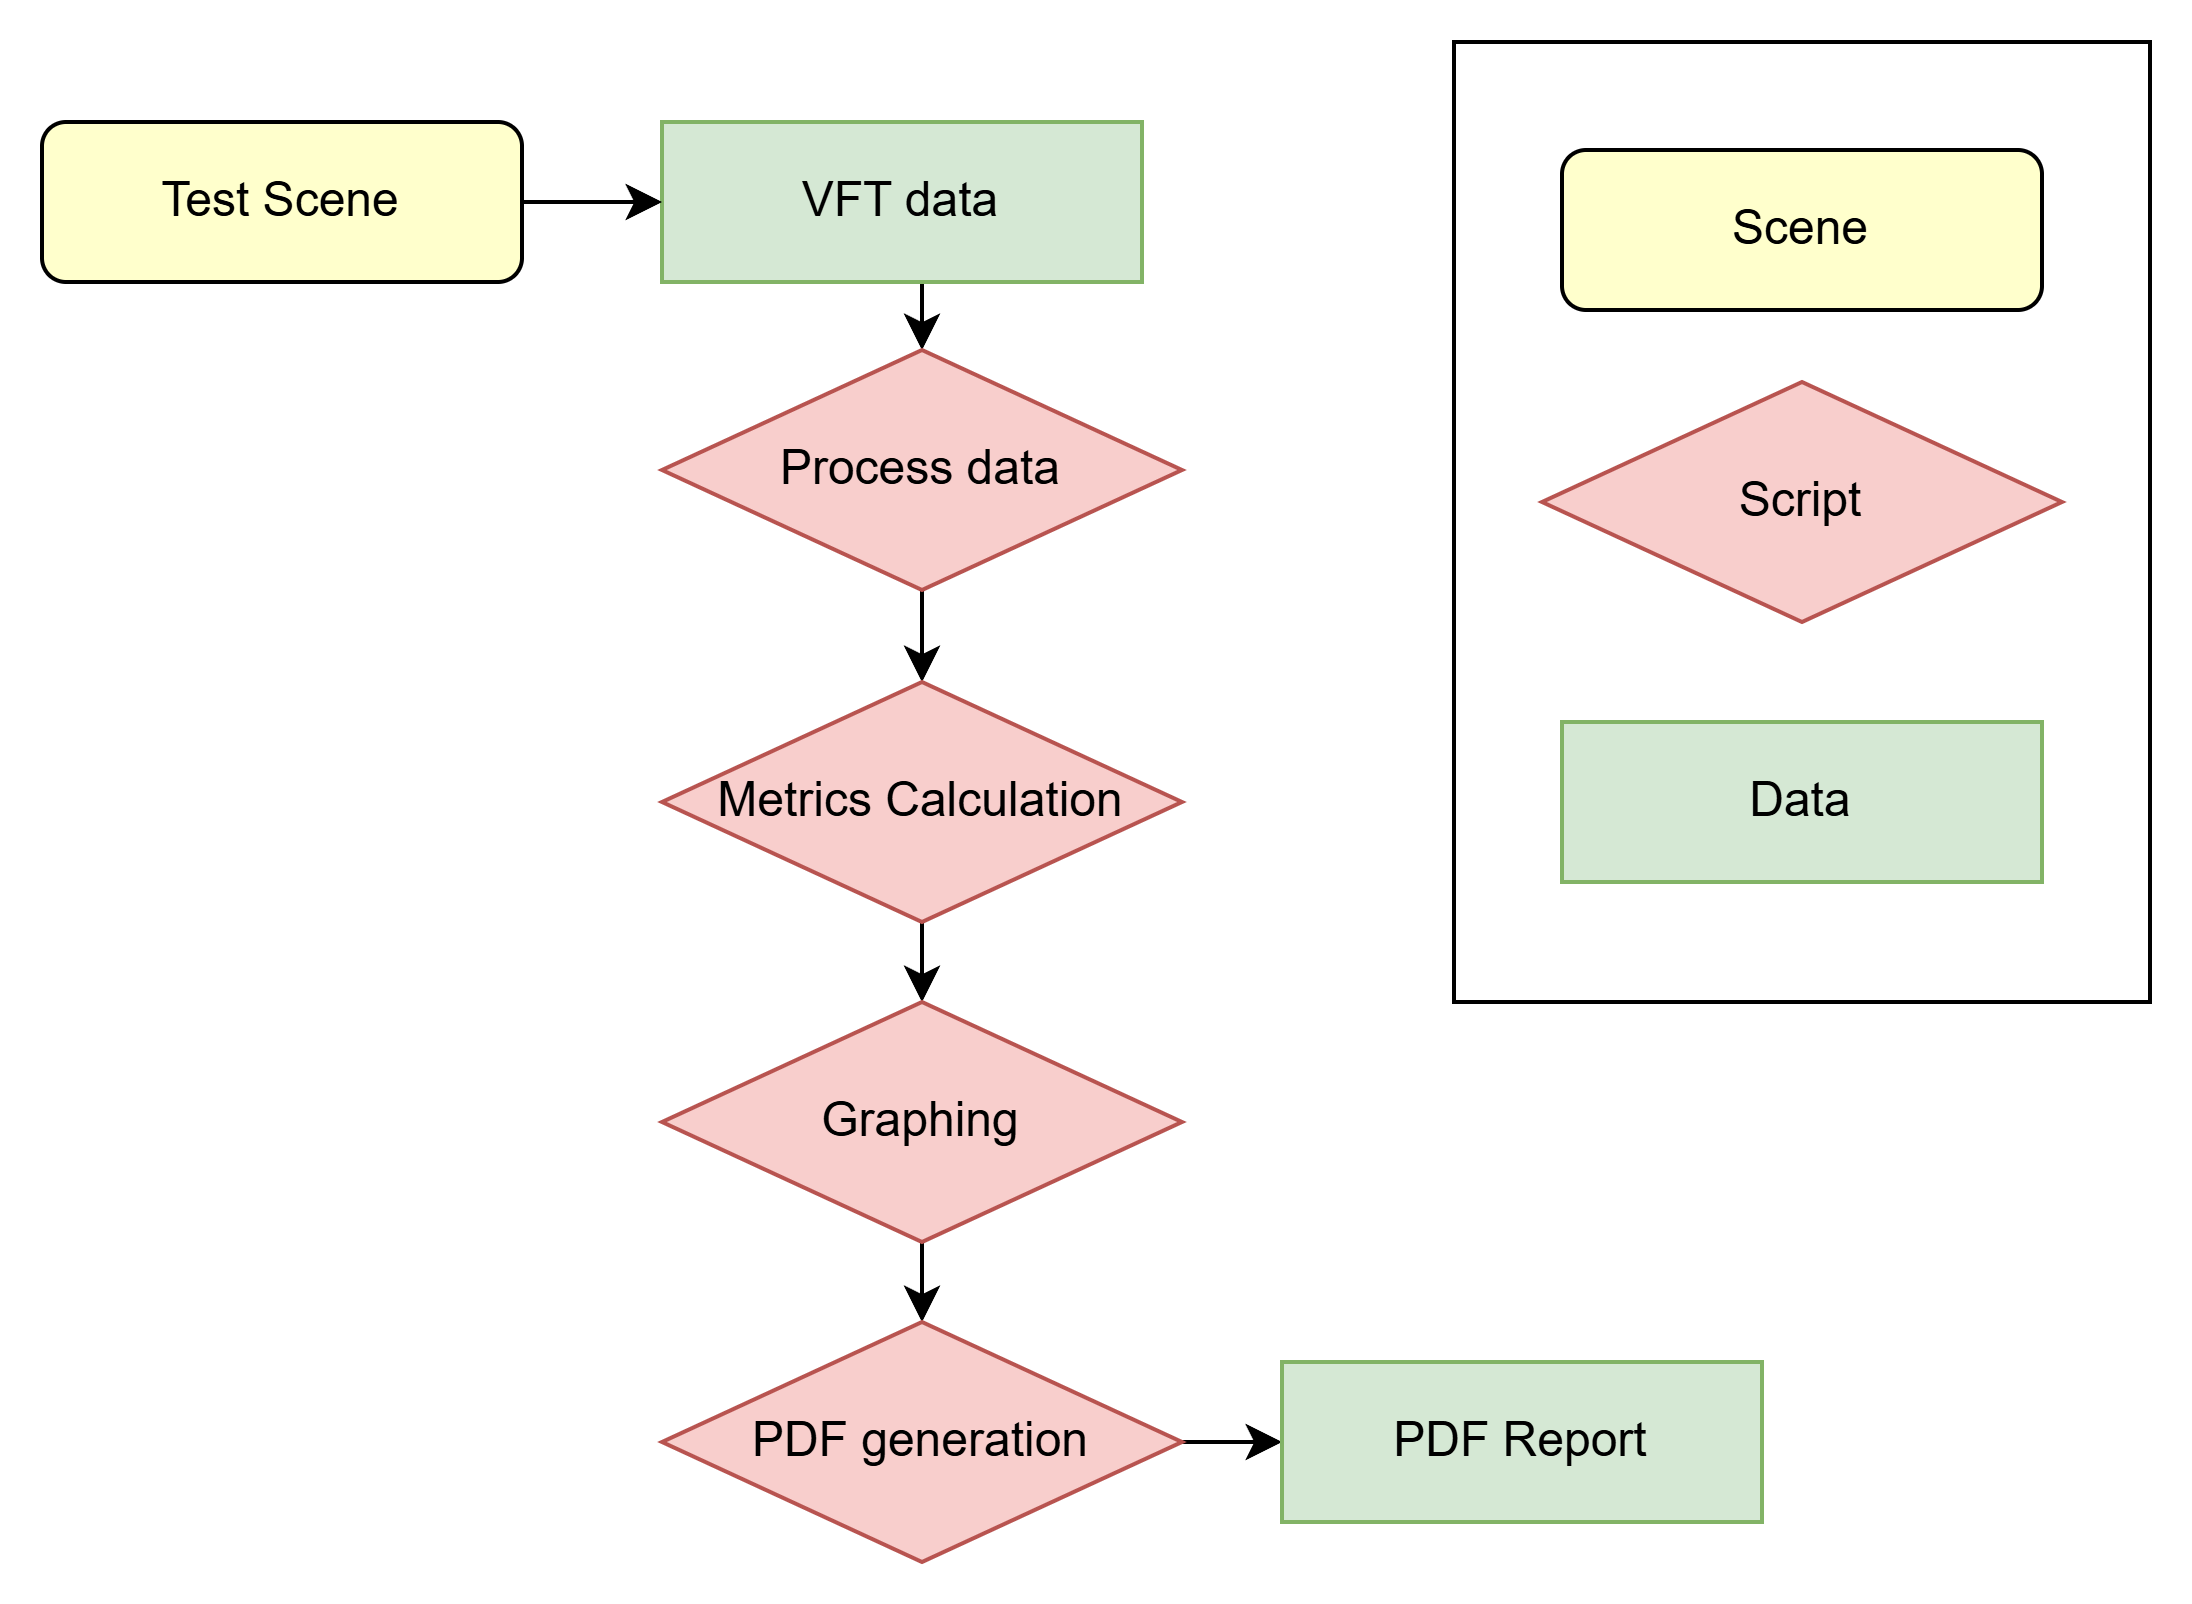 Test Scene
VFT data
Process data
Metrics Calculation
Graphing
PDF generation
PDF Report
Scene
Script
Data